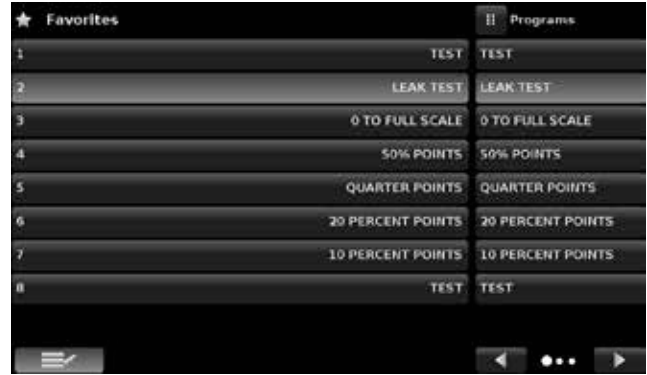 Favorites Programs
1 TEST TEST
2 LEAK TEST LEAK TEST
3 0 TO FULL SCALE 0 TO FULL SCALE
4 50% POINTS 50% POINTS
5 QUARTER POINTS QUARTER POINTS
6 20 PERCENT POINTS 20 PERCENT POINTS
7 10 PERCENT POINTS 10 PERCENT POINTS
8 TEST TEST